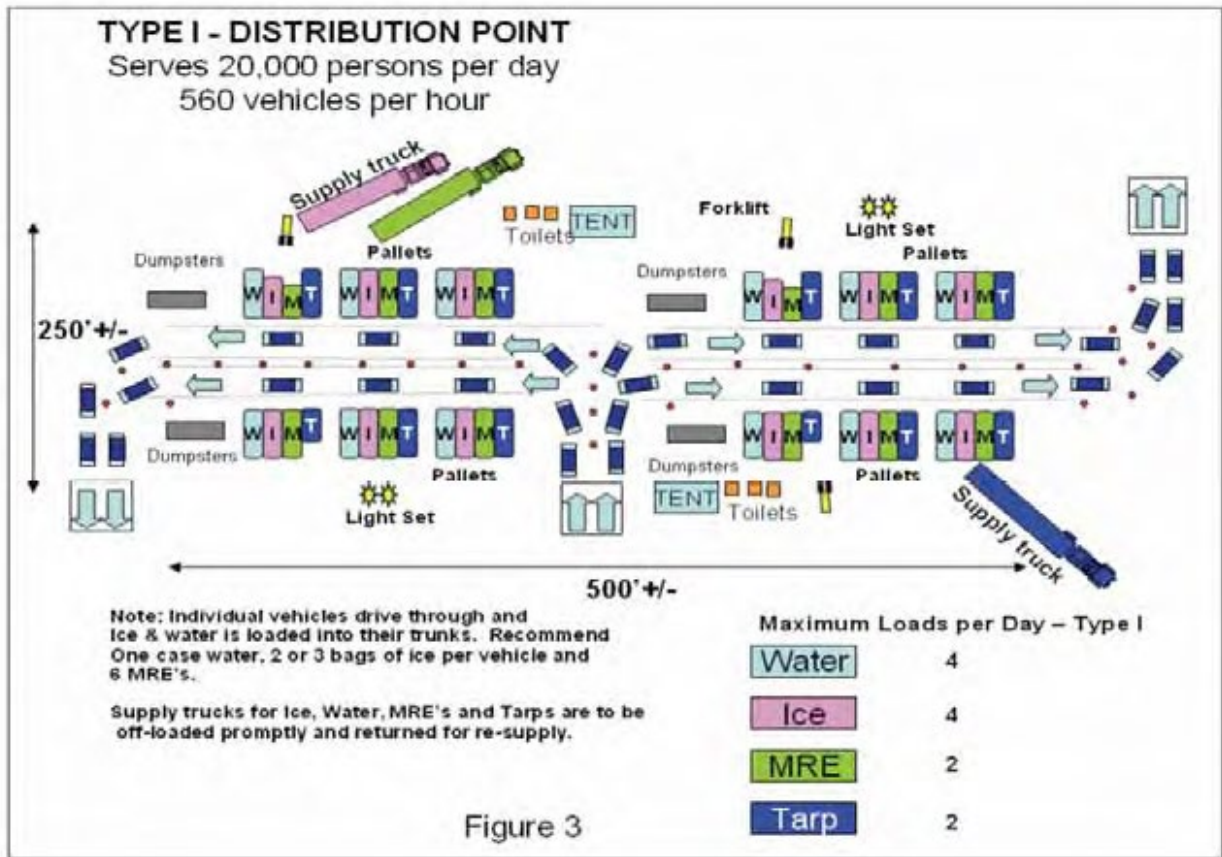 TYPE I - DISTRIBUTION POINT
Serves 20,000 persons per day
560 vehicles per hour
Supply truck
Forklift
Light Set
TENT
Toilets
Pallets
Pallets
Dumpsters
Dumpsters
W I M T
W I M T
W I M T
W I M T
W I M T
W I M T
250'+/-
W I M T
W I M T
W I M T
W I M T
W I M T
W I M T
Dumpsters
Dumpsters
Pallets
Pallets
TENT
Toilets
Light Set
Supply truck
500'+/-
Note: Individual vehicles drive through and
Ice & water is loaded into their trunks. Recommend
One case water, 2 or 3 bags of ice per vehicle and
6 MRE's.
Supply trucks for Ice, Water, MRE's and Tarps are to be
off-loaded promptly and returned for re-supply.
Maximum Loads per Day – Type I
Water 4
Ice 4
MRE 2
Tarp 2
Figure 3